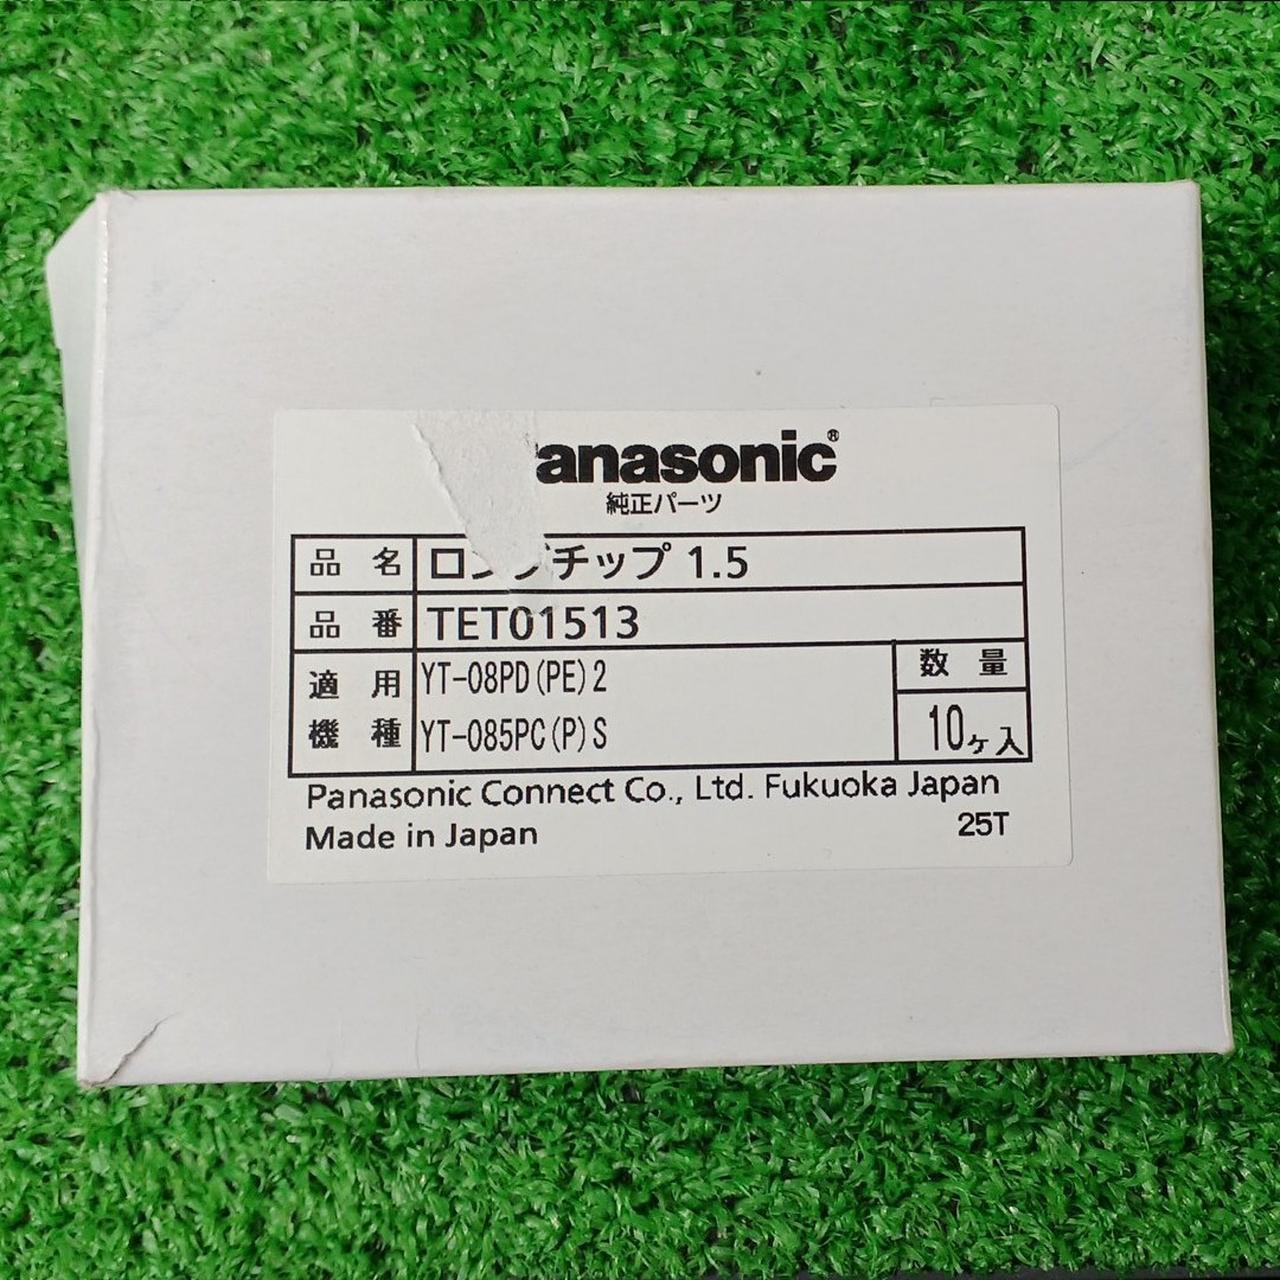 Panasonic®
純正パーツ
品名 ロングチップ 1.5
品番 TET01513
適用機種 YT-08PD(PE)2
YT-085PC(P)S
数量
10ヶ入
Panasonic Connect Co., Ltd. Fukuoka Japan
Made in Japan 25T